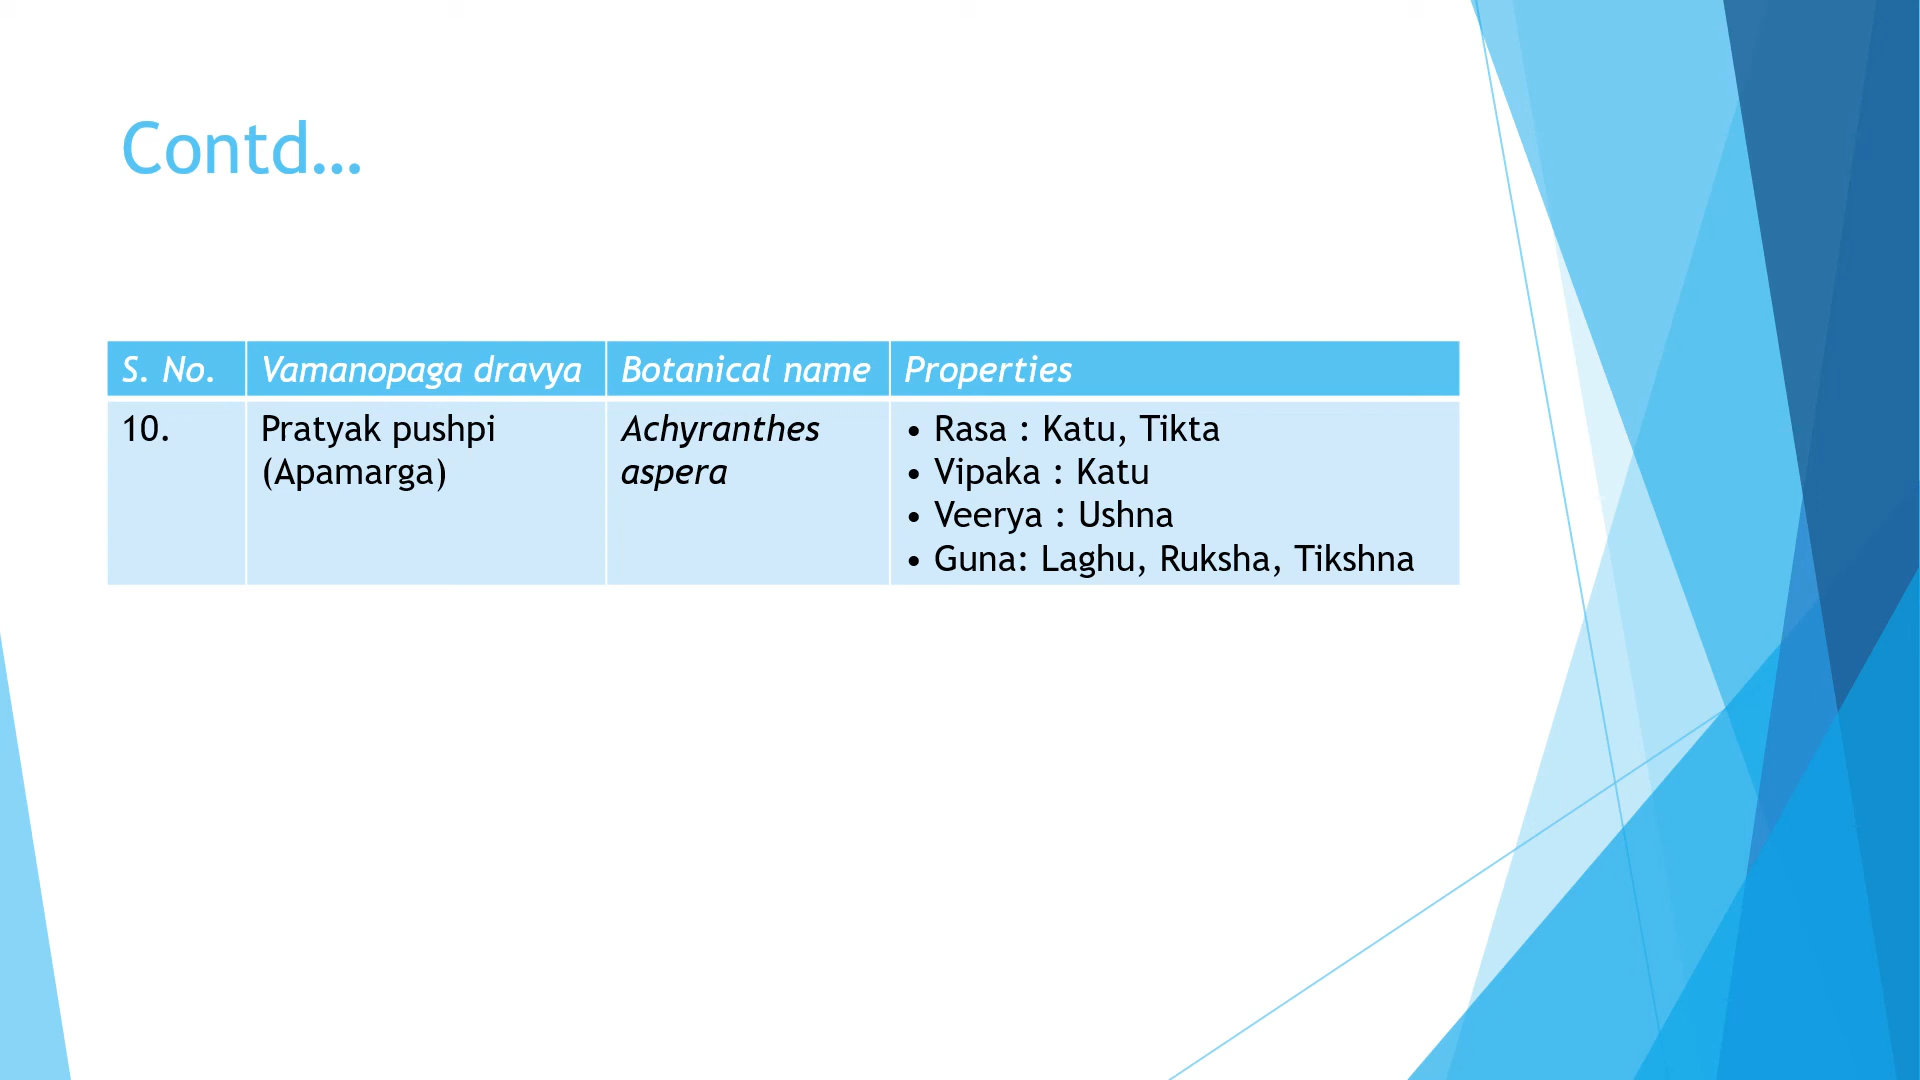 Contd...
S. No. Vamanopaga dravya Botanical name Properties
10. Pratyak pushpi Achyranthes • Rasa : Katu, Tikta
(Apamarga) aspera • Vipaka : Katu
• Veerya : Ushna
• Guna: Laghu, Ruksha, Tikshna